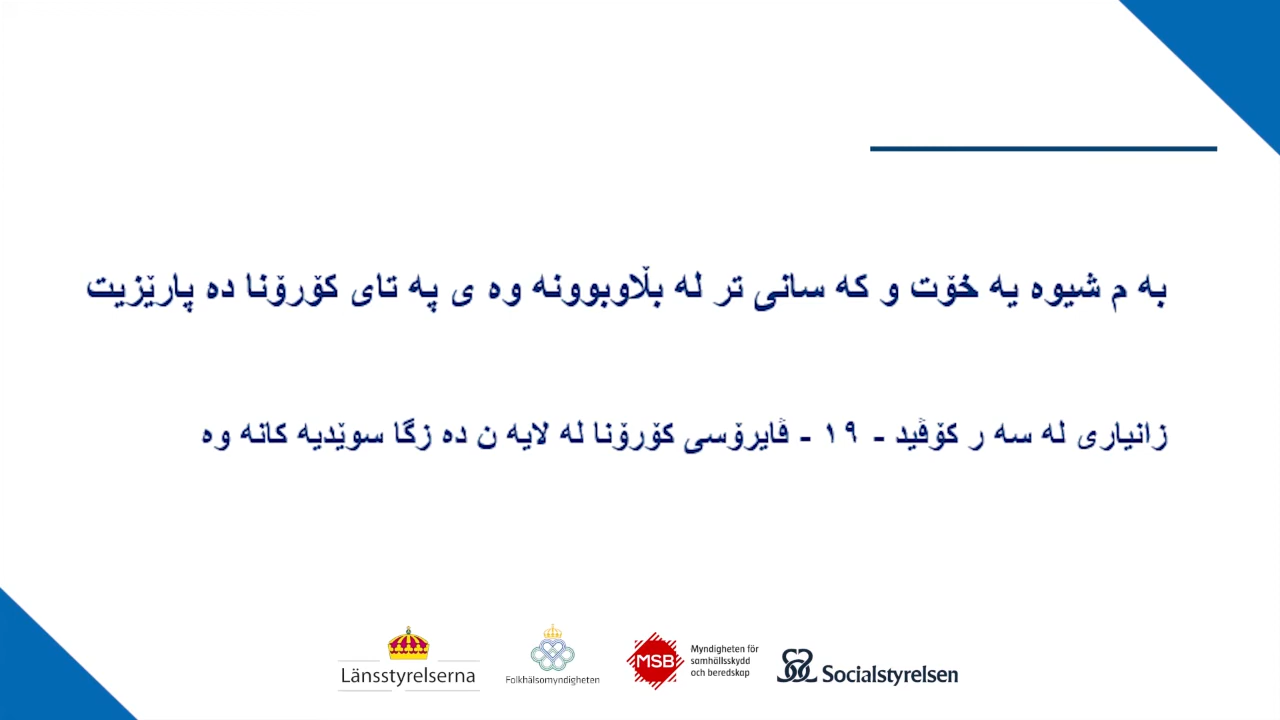 به م شیوه یه خۆت و که سانی تر له بڵاوبوونه وه ی په تای کۆرۆنا ده پارێزیت
زانیاری له سه ر کۆڤید - ١٩ - ڤایرۆسی کۆرۆنا له لایه ن ده زگا سوێدیه کانه وه
Länsstyrelserna
Folkhälsomyndigheten
MSB
Myndigheten för
samhällsskydd
och beredskap
Socialstyrelsen